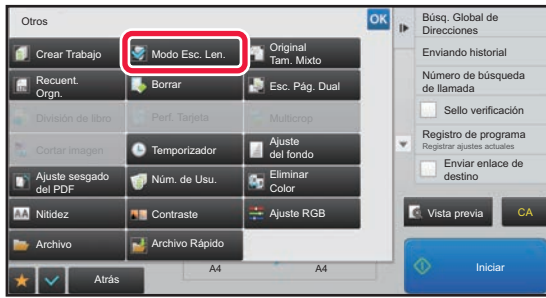 Otros
OK
Crear Trabajo
Modo Esc. Len.
Original
Tam. Mixto
Recuent.
Orgn.
Borrar
Esc. Pág. Dual
División de libro
Perf. Tarjeta
Multicrop
Cortar imagen
Temporizador
Ajuste
del fondo
Ajuste sesgado
del PDF
Núm. de Usu.
Eliminar
Color
AA Nitidez
Contraste
Ajuste RGB
Archivo
Archivo Rápido
Atrás
A4
A4
Búsq. Global de
Direcciones
Enviando historial
Número de búsqueda
de llamada
Sello verificación
Registro de programa
Registrar ajustes actuales
Enviar enlace de
destino
Vista previa
CA
Iniciar